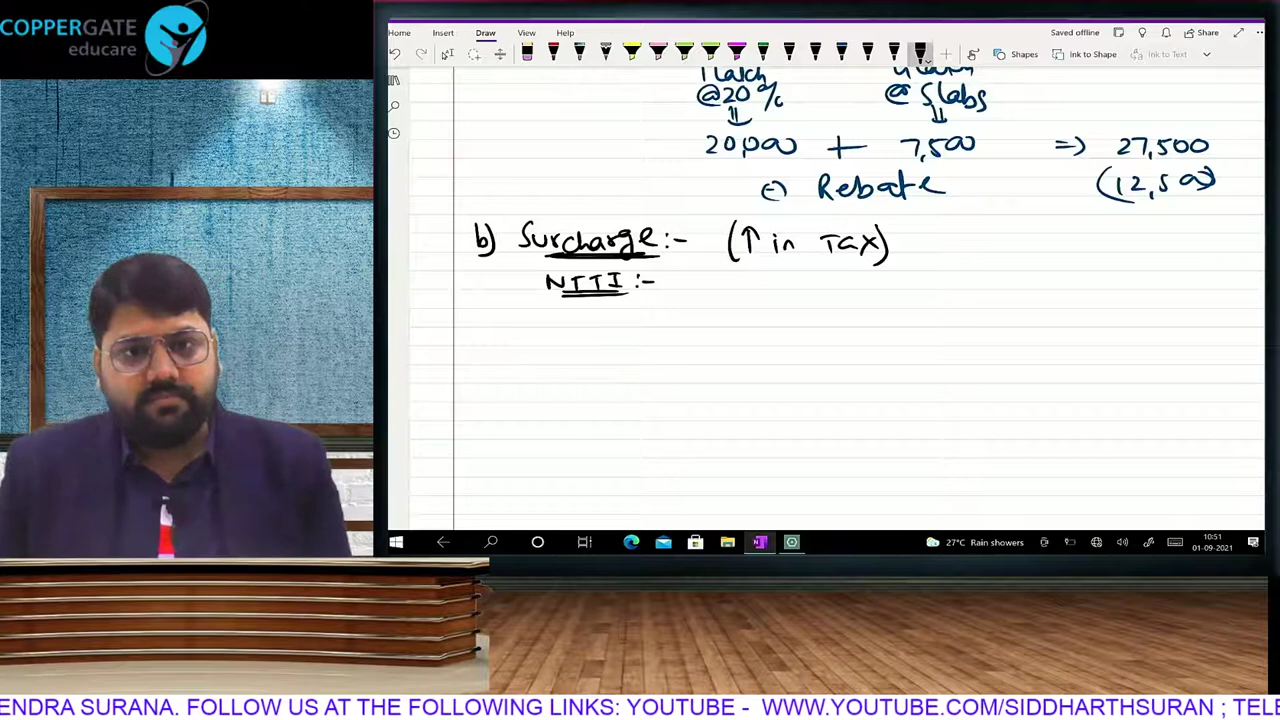 COPPERGATE
educare
Home Insert Draw View Help
Saved offline Share
Shapes Ink to Shape Ink to Text
@20% @ Slabs
20,000 + 7,500 => 27,500
(-) Rebate (12,500)
b) Surcharge :- (↑ in Tax)
NTTI :-
27°C Rain showers
10:51
01-09-2021
ENDRA SURANA. FOLLOW US AT THE FOLLOWING LINKS: YOUTUBE - WWW.YOUTUBE.COM/SIDDHARTHSURAN ; TELE